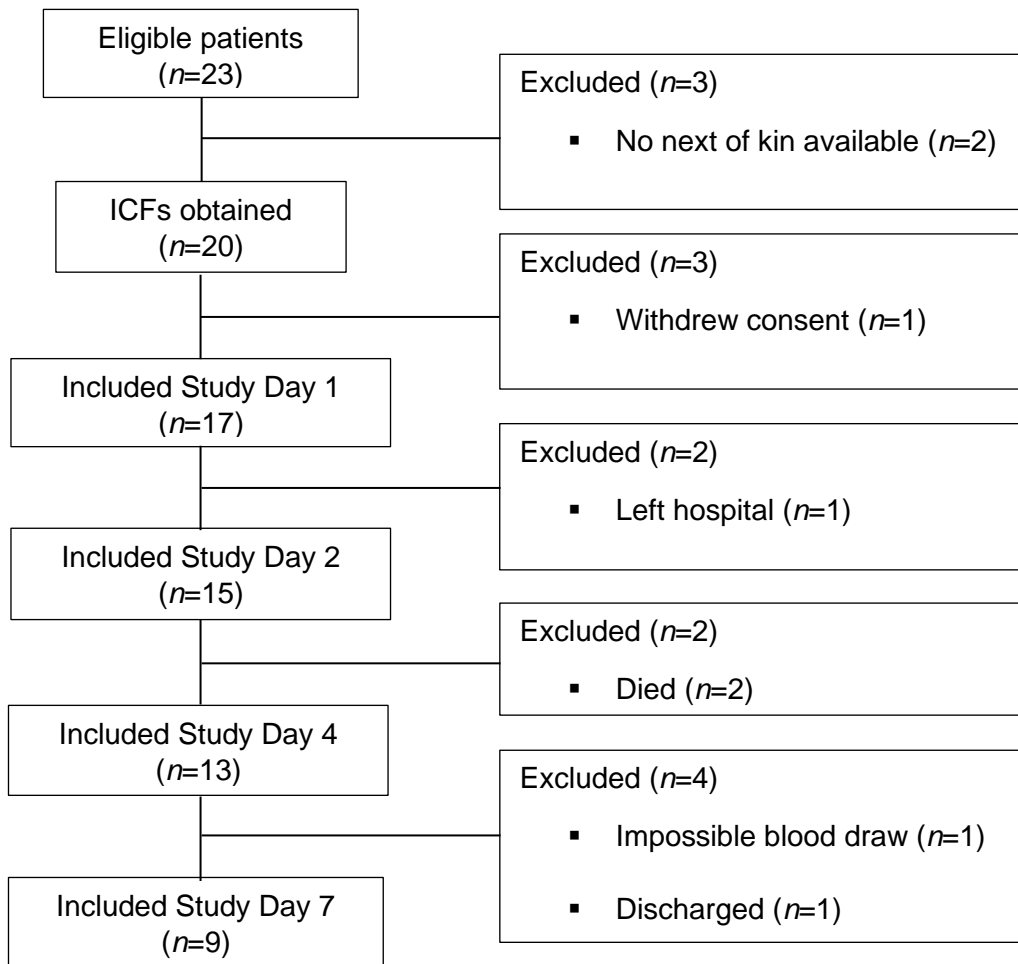 Eligible patients
(n=23)
Excluded (n=3)
▪ No next of kin available (n=2)
ICFs obtained
(n=20)
Excluded (n=3)
▪ Withdrew consent (n=1)
Included Study Day 1
(n=17)
Excluded (n=2)
▪ Left hospital (n=1)
Included Study Day 2
(n=15)
Excluded (n=2)
▪ Died (n=2)
Included Study Day 4
(n=13)
Excluded (n=4)
▪ Impossible blood draw (n=1)
▪ Discharged (n=1)
Included Study Day 7
(n=9)